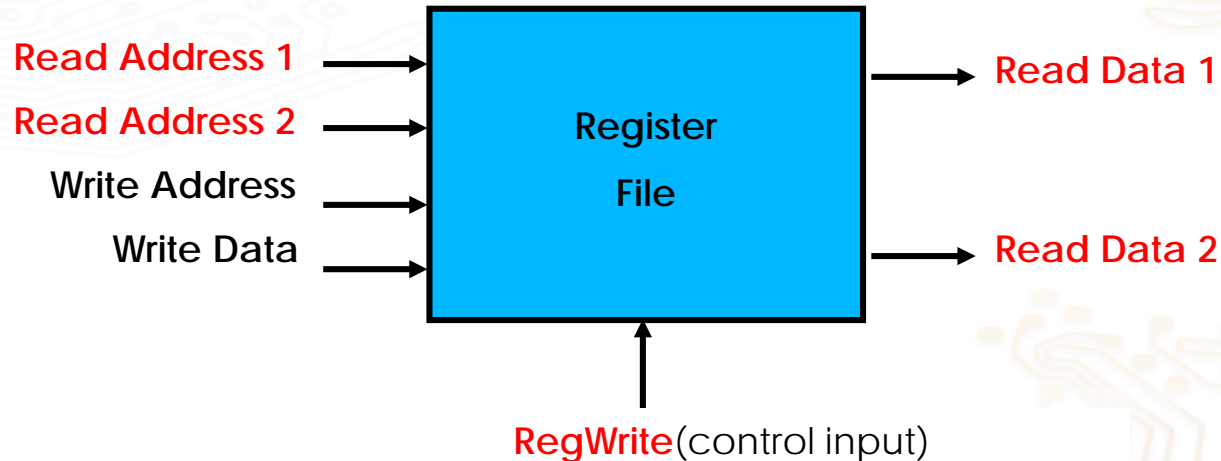 Read Address 1
Read Address 2
Write Address
Write Data
Register
File
Read Data 1
Read Data 2
RegWrite(control input)